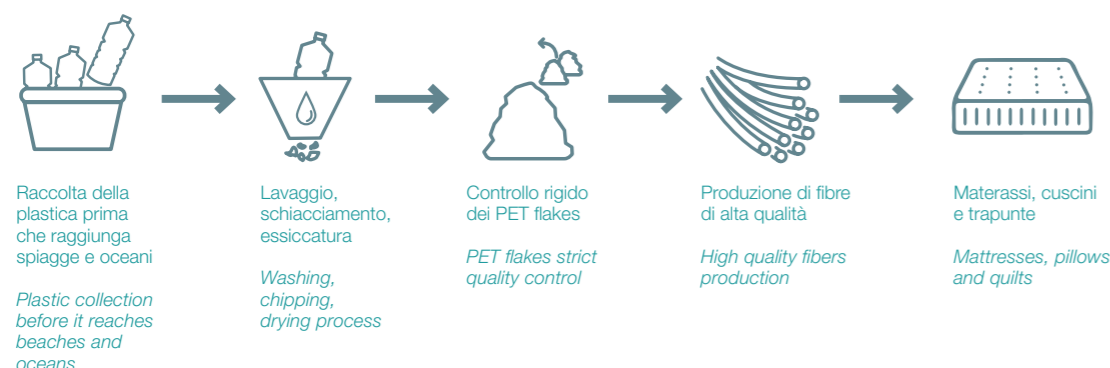 Raccolta della
plastica prima
che raggiunga
spiagge e oceani
Plastic collection
before it reaches
beaches and
oceans
Lavaggio,
schiacciamento,
essiccatura
Washing,
chipping,
drying process
Controllo rigido
dei PET flakes
PET flakes strict
quality control
Produzione di fibre
di alta qualità
High quality fibers
production
Materassi, cuscini
e trapunte
Mattresses, pillows
and quilts